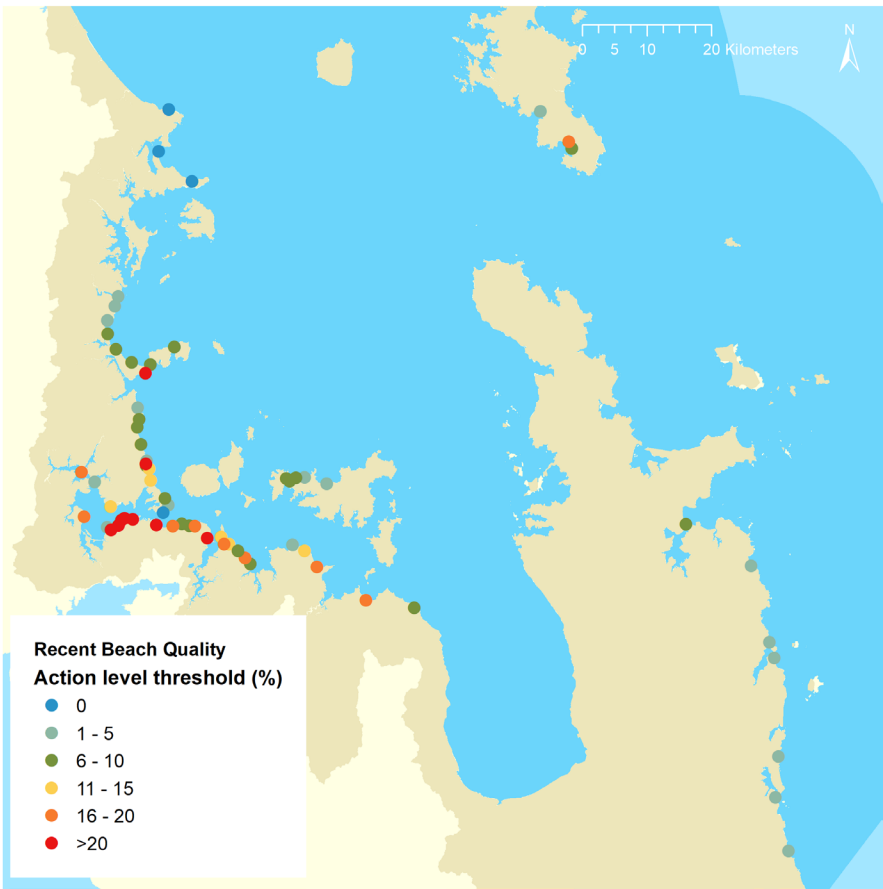 N
0 5 10 20 Kilometers
Recent Beach Quality
Action level threshold (%)
0
1 - 5
6 - 10
11 - 15
16 - 20
>20